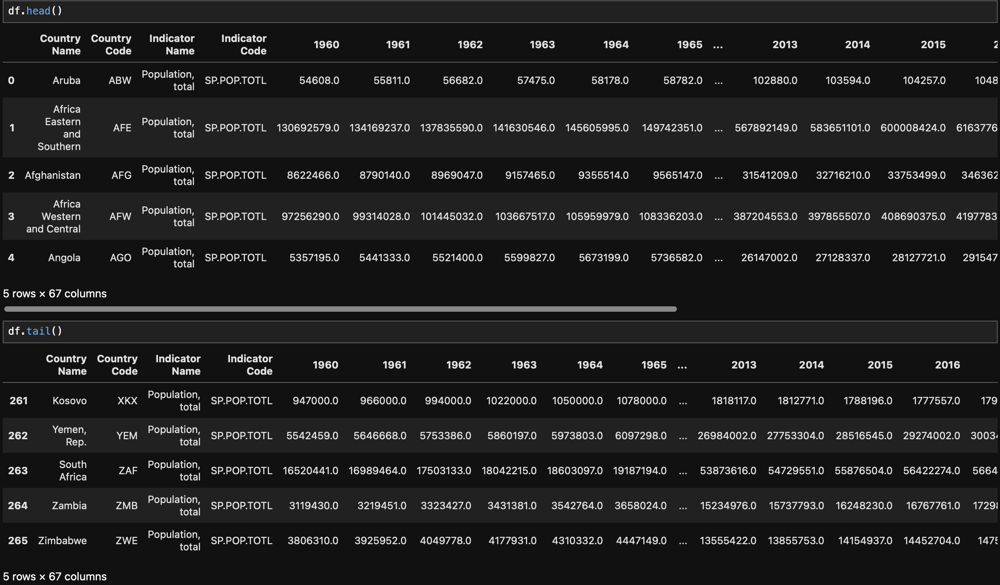 df.head()
Country Name Country Code Indicator Name Indicator Code 1960 1961 1962 1963 1964 1965 ... 2013 2014 2015
0 Aruba ABW Population, total SP.POP.TOTL 54608.0 55811.0 56682.0 57475.0 58178.0 58782.0 ... 102880.0 103594.0 104257.0 1048
1 Africa Eastern and Southern AFE Population, total SP.POP.TOTL 130692579.0 134169237.0 137835590.0 141630546.0 145605995.0 149742351.0 ... 567892149.0 583651101.0 600008424.0 6163776
2 Afghanistan AFG Population, total SP.POP.TOTL 8622466.0 8790140.0 8969047.0 9157465.0 9355514.0 9565147.0 ... 31541209.0 32716210.0 33753499.0 346362
3 Africa Western and Central AFW Population, total SP.POP.TOTL 97256290.0 99314028.0 101445032.0 103667517.0 105959979.0 108336203.0 ... 387204553.0 397855507.0 408690375.0 4197783
4 Angola AGO Population, total SP.POP.TOTL 5357195.0 5441333.0 5521400.0 5599827.0 5673199.0 5736582.0 ... 26147002.0 27128337.0 28127721.0 291547
5 rows × 67 columns
df.tail()
Country Name Country Code Indicator Name Indicator Code 1960 1961 1962 1963 1964 1965 ... 2013 2014 2015 2016
261 Kosovo XKX Population, total SP.POP.TOTL 947000.0 966000.0 994000.0 1022000.0 1050000.0 1078000.0 ... 1818117.0 1812771.0 1788196.0 1777557.0 179
262 Yemen, Rep. YEM Population, total SP.POP.TOTL 5542459.0 5646668.0 5753386.0 5860197.0 5973803.0 6097298.0 ... 26984002.0 27753304.0 28516545.0 29274002.0 30034
263 South Africa ZAF Population, total SP.POP.TOTL 16520441.0 16989464.0 17503133.0 18042215.0 18603097.0 19187194.0 ... 53873616.0 54729551.0 55876504.0 56422274.0 5664
264 Zambia ZMB Population, total SP.POP.TOTL 3119430.0 3219451.0 3323427.0 3431381.0 3542764.0 3658024.0 ... 15234976.0 15737793.0 16248230.0 16767761.0 1729
265 Zimbabwe ZWE Population, total SP.POP.TOTL 3806310.0 3925952.0 4049778.0 4177931.0 4310332.0 4447149.0 ... 13555422.0 13855753.0 14154937.0 14452704.0 147
5 rows × 67 columns